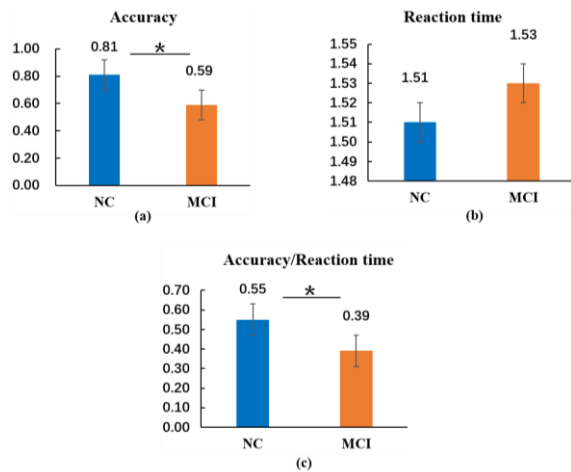 Accuracy
1.00
0.80
0.60
0.40
0.20
0.00
0.81
*
0.59
NC
MCI
(a)
Reaction time
1.55
1.54
1.53
1.52
1.51
1.50
1.49
1.48
1.51
1.53
NC
MCI
(b)
Accuracy/Reaction time
0.70
0.60
0.50
0.40
0.30
0.20
0.10
0.00
0.55
*
0.39
NC
MCI
(c)